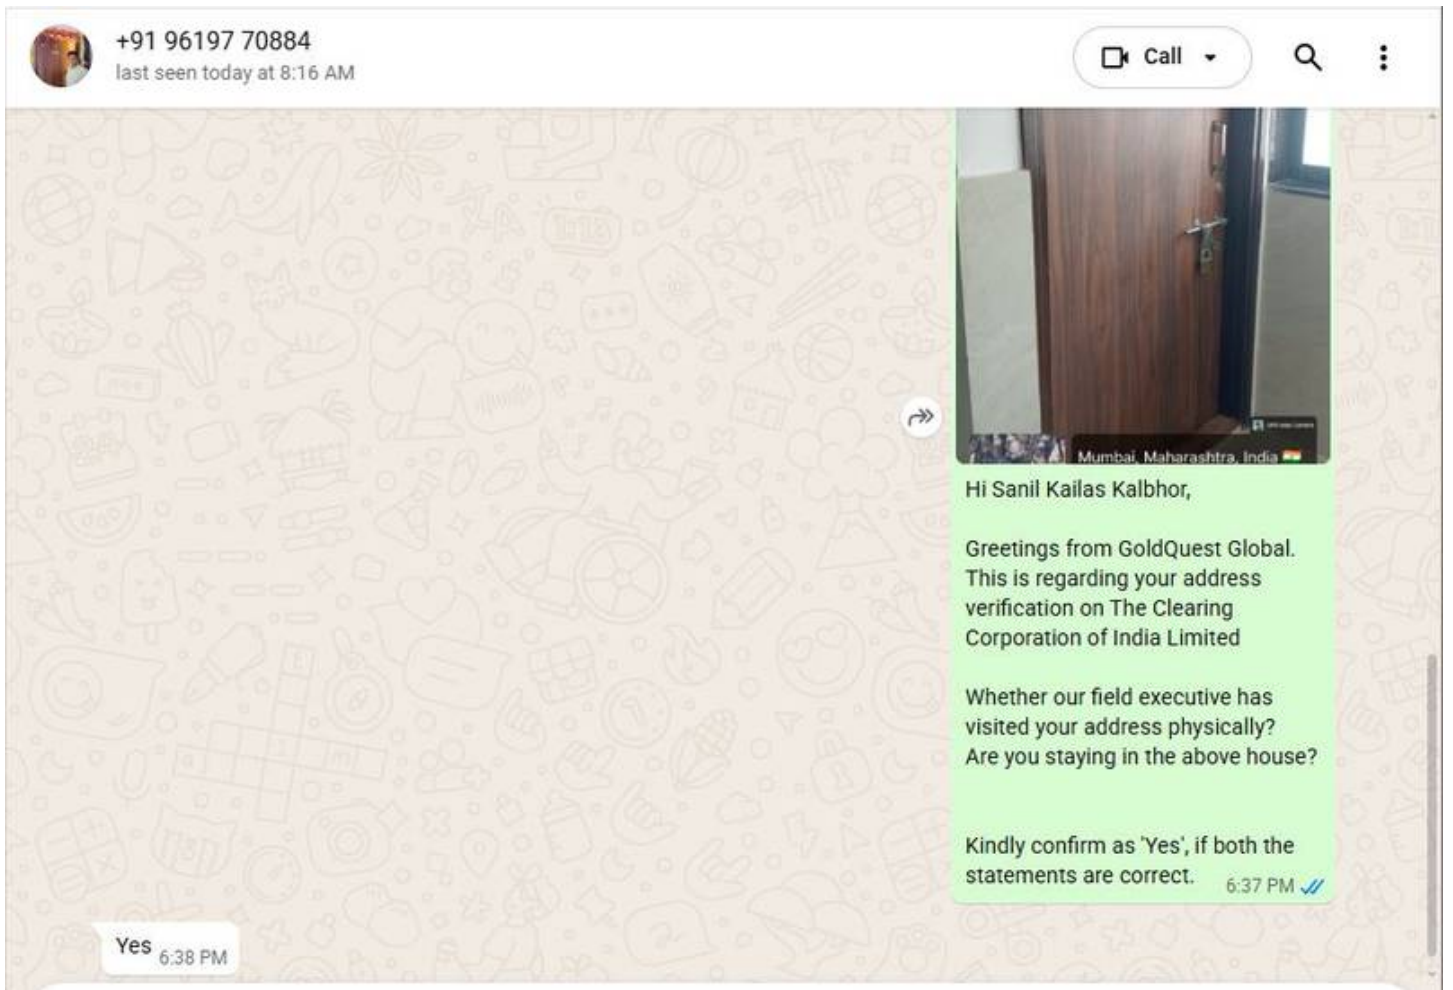 +91 96197 70884
last seen today at 8:16 AM
Call
Mumbai, Maharashtra, India
Hi Sanil Kailas Kalbhor,
Greetings from GoldQuest Global.
This is regarding your address
verification on The Clearing
Corporation of India Limited
Whether our field executive has
visited your address physically?
Are you staying in the above house?
Kindly confirm as 'Yes', if both the
statements are correct.
6:37 PM
Yes
6:38 PM